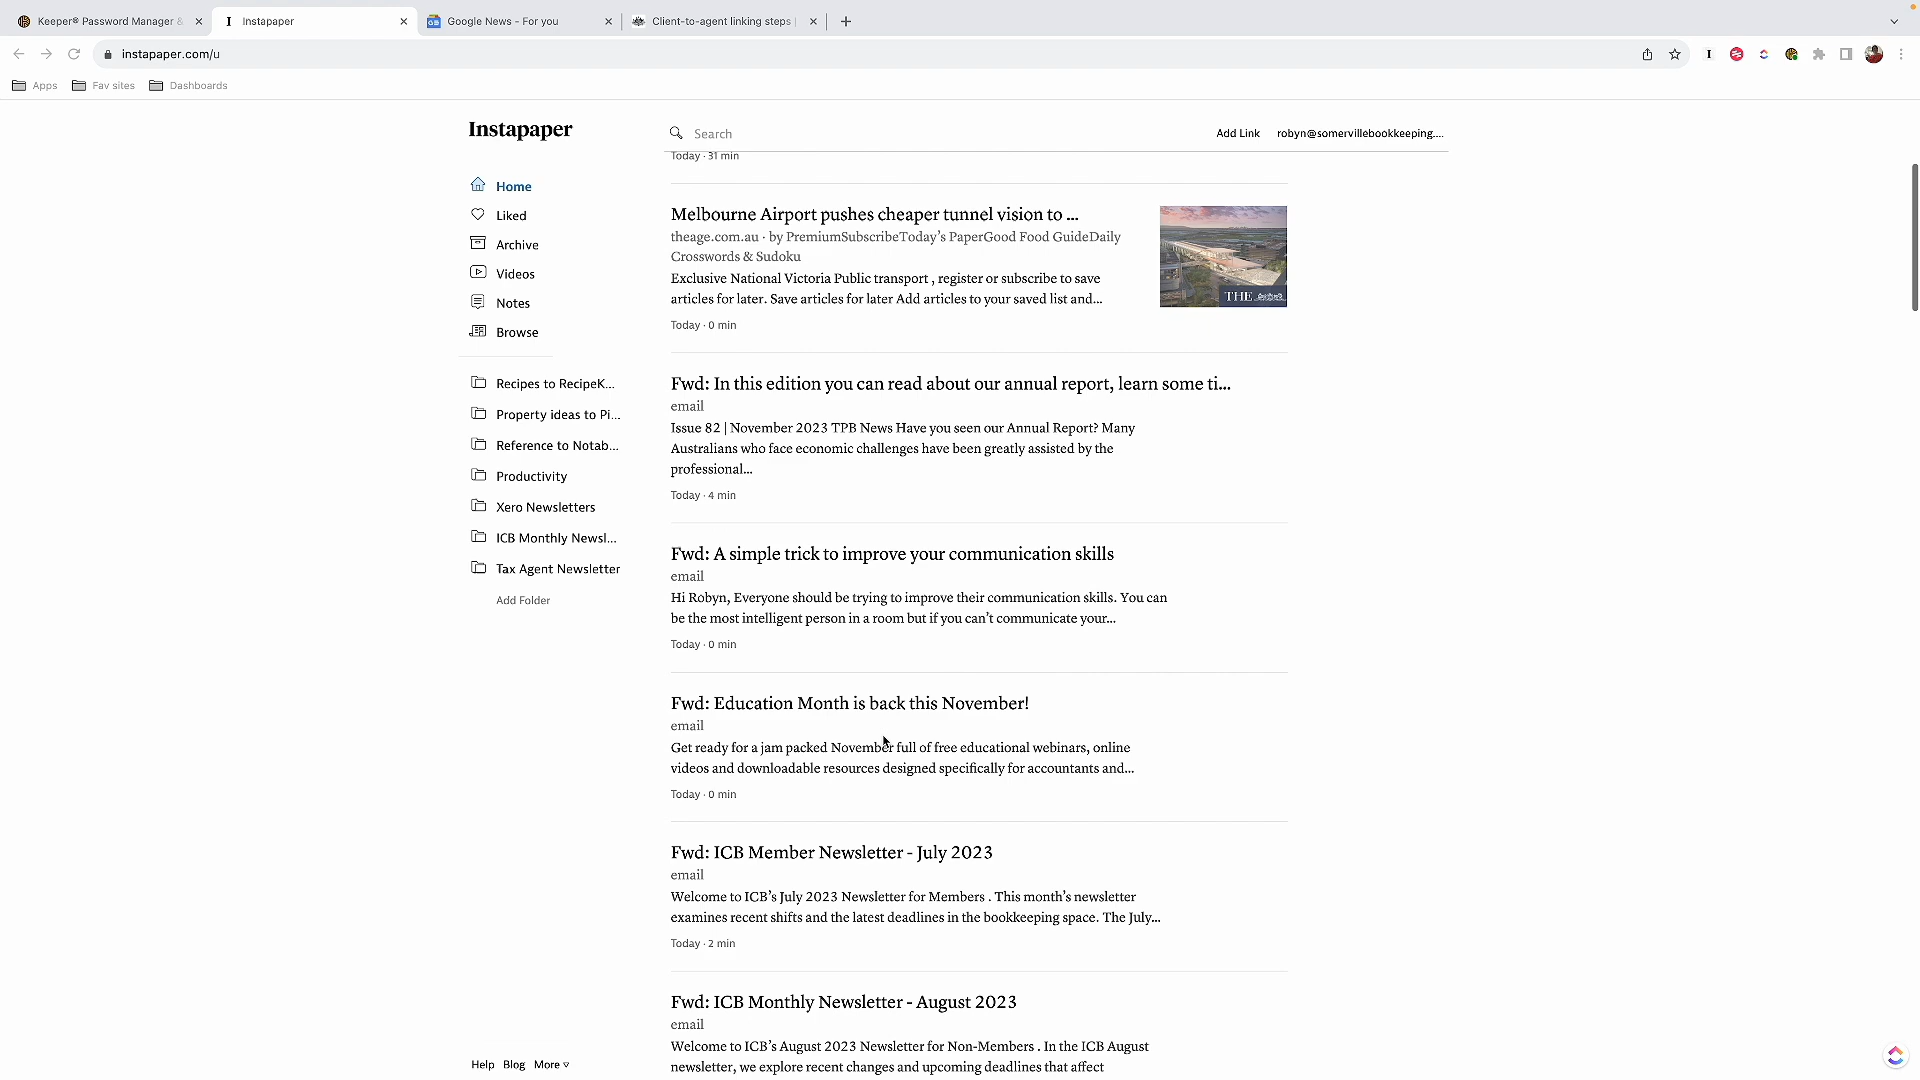 Keeper® Password Manager &
Instapaper
Google News - For you
Client-to-agent linking steps
instapaper.com/u
Apps
Fav sites
Dashboards
Instapaper
Search
Add Link
robyn@somervillebookkeeping....
Today · 31 min
Home
Liked
Archive
Videos
Notes
Browse
Recipes to RecipeK...
Property ideas to Pi...
Reference to Notab...
Productivity
Xero Newsletters
ICB Monthly Newsl...
Tax Agent Newsletter
Add Folder
Melbourne Airport pushes cheaper tunnel vision to ...
theage.com.au · by PremiumSubscribeToday's PaperGood Food GuideDaily
Crosswords & Sudoku
Exclusive National Victoria Public transport , register or subscribe to save
articles for later. Save articles for later Add articles to your saved list and...
Today · 0 min
THE
Fwd: In this edition you can read about our annual report, learn some ti...
email
Issue 82 | November 2023 TPB News Have you seen our Annual Report? Many
Australians who face economic challenges have been greatly assisted by the
professional...
Today · 4 min
Fwd: A simple trick to improve your communication skills
email
Hi Robyn, Everyone should be trying to improve their communication skills. You can
be the most intelligent person in a room but if you can't communicate your...
Today · 0 min
Fwd: Education Month is back this November!
email
Get ready for a jam packed November full of free educational webinars, online
videos and downloadable resources designed specifically for accountants and...
Today · 0 min
Fwd: ICB Member Newsletter - July 2023
email
Welcome to ICB's July 2023 Newsletter for Members . This month's newsletter
examines recent shifts and the latest deadlines in the bookkeeping space. The July...
Today · 2 min
Fwd: ICB Monthly Newsletter - August 2023
email
Welcome to ICB's August 2023 Newsletter for Non-Members . In the ICB August
newsletter, we explore recent changes and upcoming deadlines that affect
Help
Blog
More